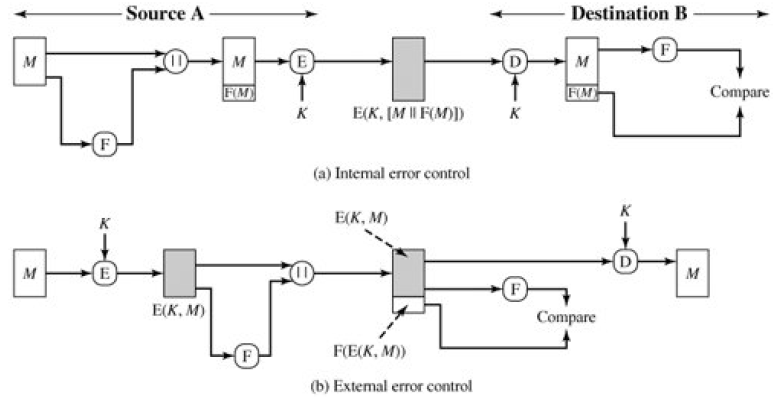 Source A
Destination B
M
F
||
M
F(M)
E
K
E(K, [M || F(M)])
D
K
M
F(M)
F
Compare
(a) Internal error control
M
K
E
E(K, M)
F
||
E(K, M)
F(E(K, M))
F
Compare
K
D
M
(b) External error control